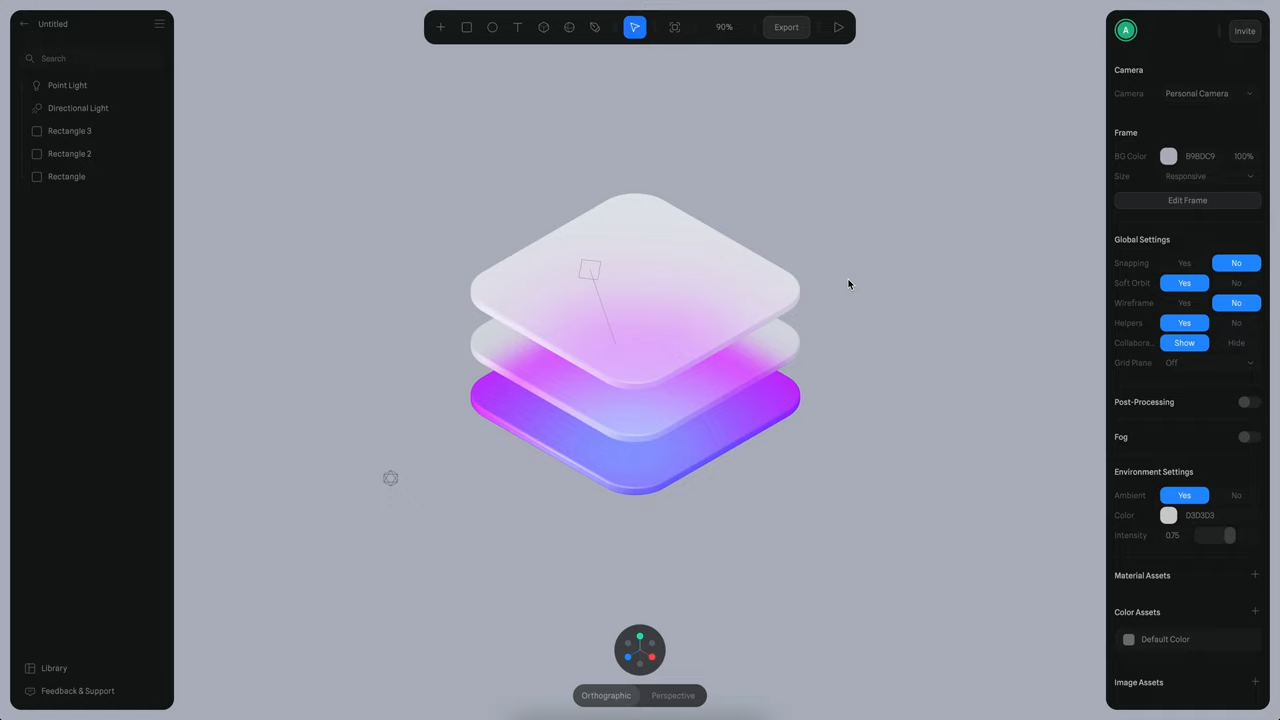 Untitled
Search
Point Light
Directional Light
Rectangle 3
Rectangle 2
Rectangle
Library
Feedback & Support
T
90%
Export
Orthographic
Perspective
A
Invite
Camera
Camera Personal Camera
Frame
BG Color B9BDC9 100%
Size Responsive
Edit Frame
Global Settings
Snapping Yes No
Soft Orbit Yes No
Wireframe Yes No
Helpers Yes No
Collabora... Show Hide
Grid Plane Off
Post-Processing
Fog
Environment Settings
Ambient Yes No
Color D3D3D3
Intensity 0.75
Material Assets
Color Assets
Default Color
Image Assets